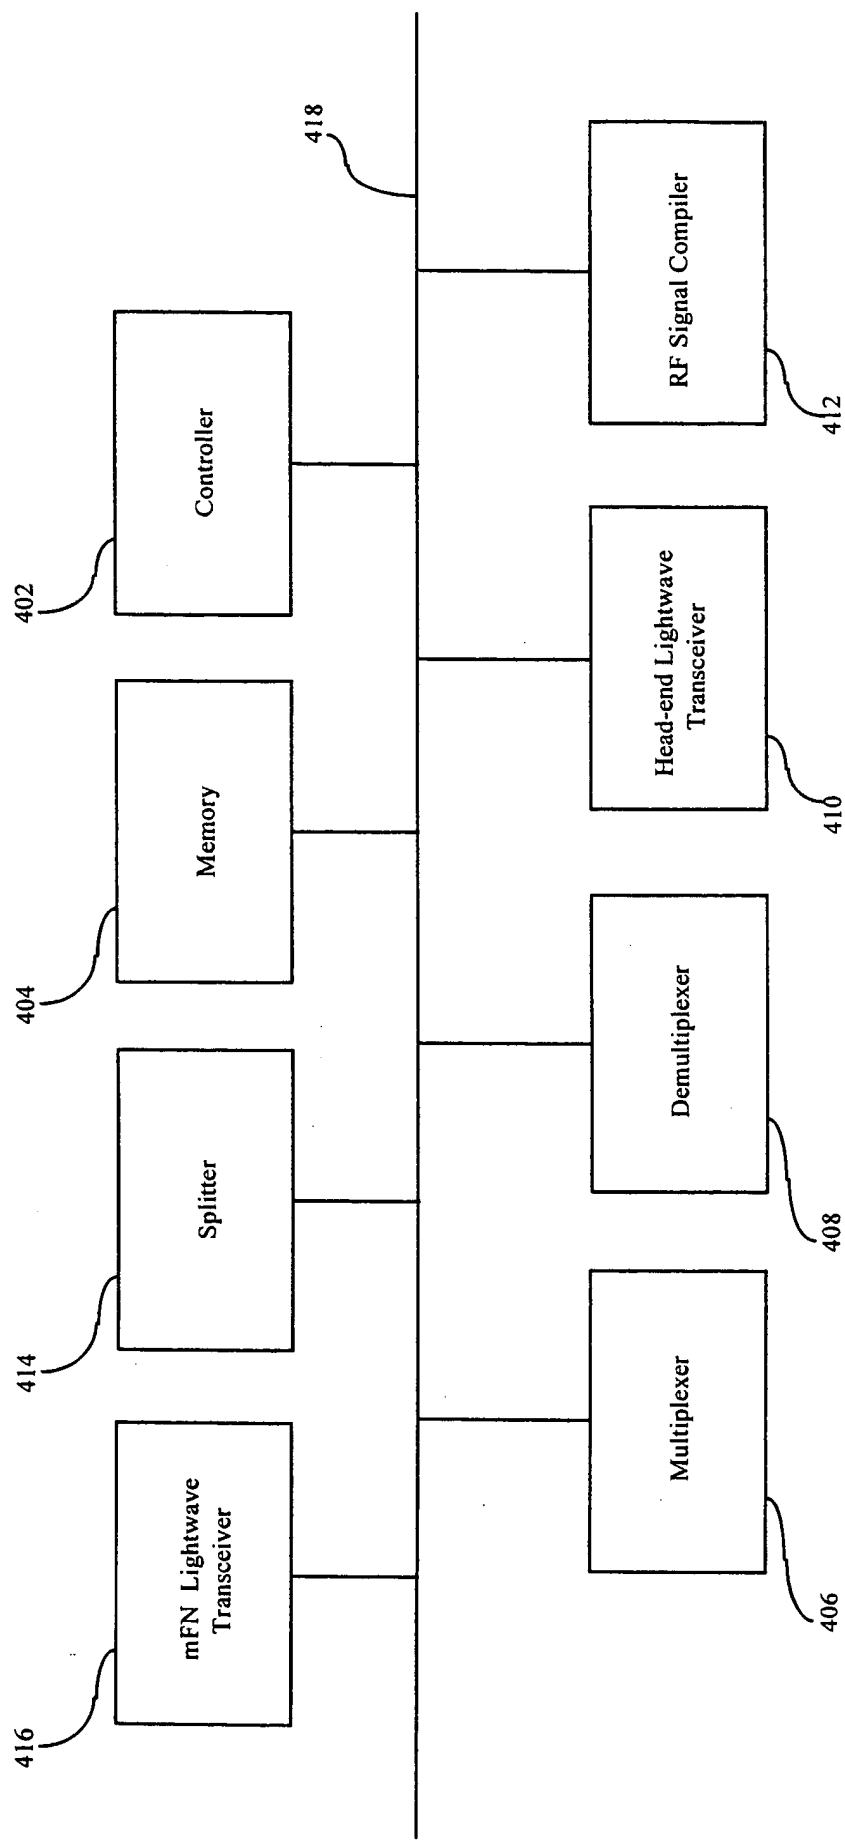 416
mFN Lightwave
Transceiver
414
Splitter
404
Memory
402
Controller
418
406
Multiplexer
408
Demultiplexer
410
Head-end Lightwave
Transceiver
412
RF Signal Compiler